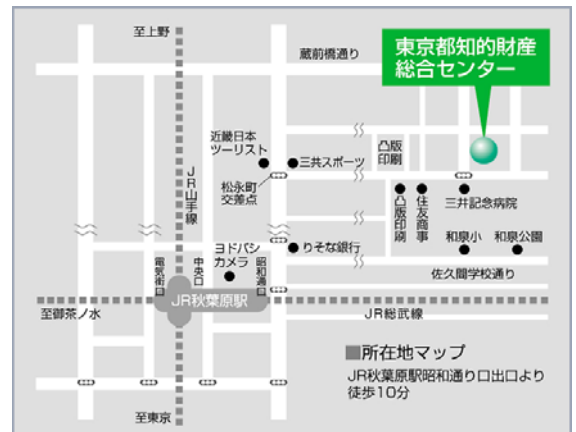 至上野
蔵前橋通り
東京都知的財産
総合センター
近畿日本
ツーリスト
三共スポーツ
凸版
印刷
JR山手線
松永町
交差点
凸版印刷
住友商事
三井記念病院
ヨドバシ
カメラ
りそな銀行
和泉小
和泉公園
電気街口
中央口
昭和通口
佐久間学校通り
JR秋葉原駅
至御茶ノ水
JR総武線
■所在地マップ
JR秋葉原駅昭和通り口出口より
徒歩10分
至東京